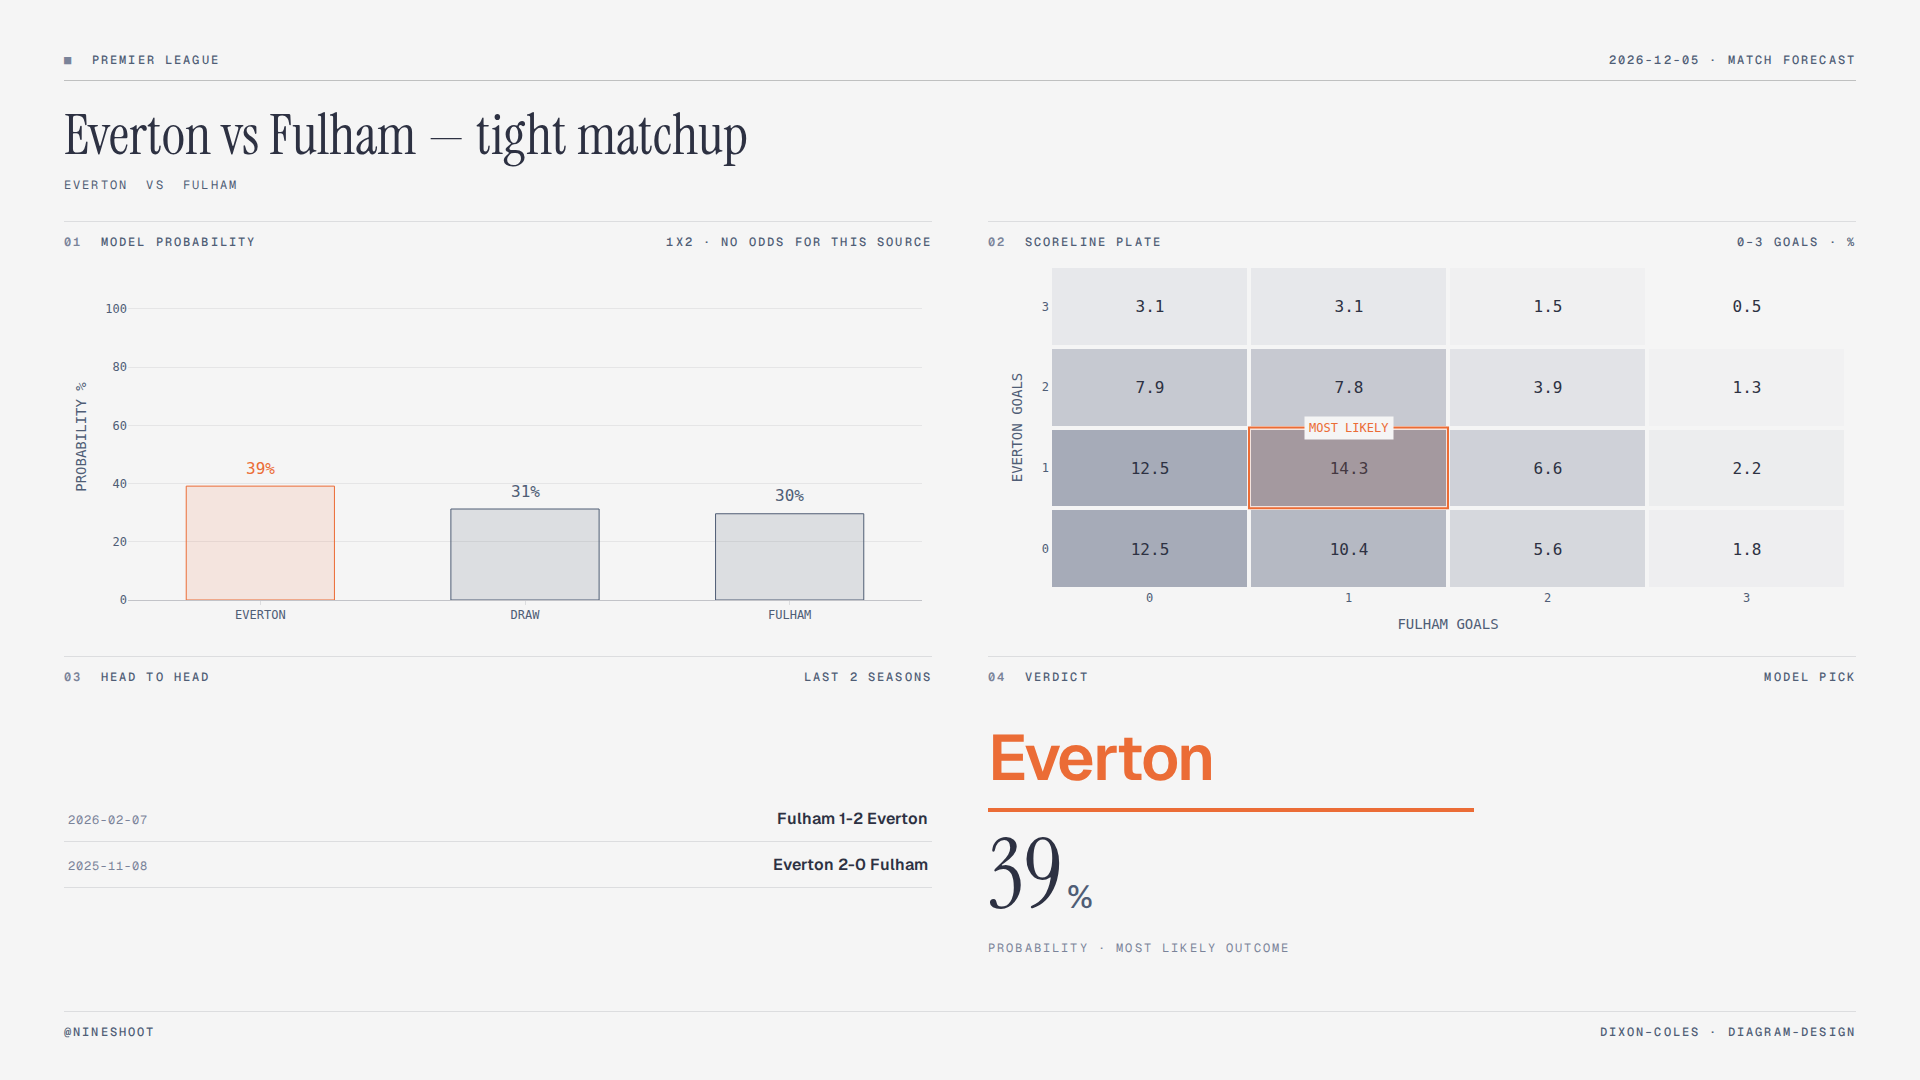 ■ PREMIER LEAGUE
2026-12-05 · MATCH FORECAST
Everton vs Fulham — tight matchup
EVERTON VS FULHAM
01 MODEL PROBABILITY
1X2 · NO ODDS FOR THIS SOURCE
PROBABILITY %
100
80
60
40
20
0
39%
31%
30%
EVERTON
DRAW
FULHAM
02 SCORELINE PLATE
0–3 GOALS · %
EVERTON GOALS
3 3.1 3.1 1.5 0.5
2 7.9 7.8 3.9 1.3
MOST LIKELY
1 12.5 14.3 6.6 2.2
0 12.5 10.4 5.6 1.8
0 1 2 3
FULHAM GOALS
03 HEAD TO HEAD
LAST 2 SEASONS
2026-02-07 Fulham 1-2 Everton
2025-11-08 Everton 2-0 Fulham
04 VERDICT
MODEL PICK
Everton
39%
PROBABILITY · MOST LIKELY OUTCOME
@NINESHOOT
DIXON-COLES · DIAGRAM-DESIGN